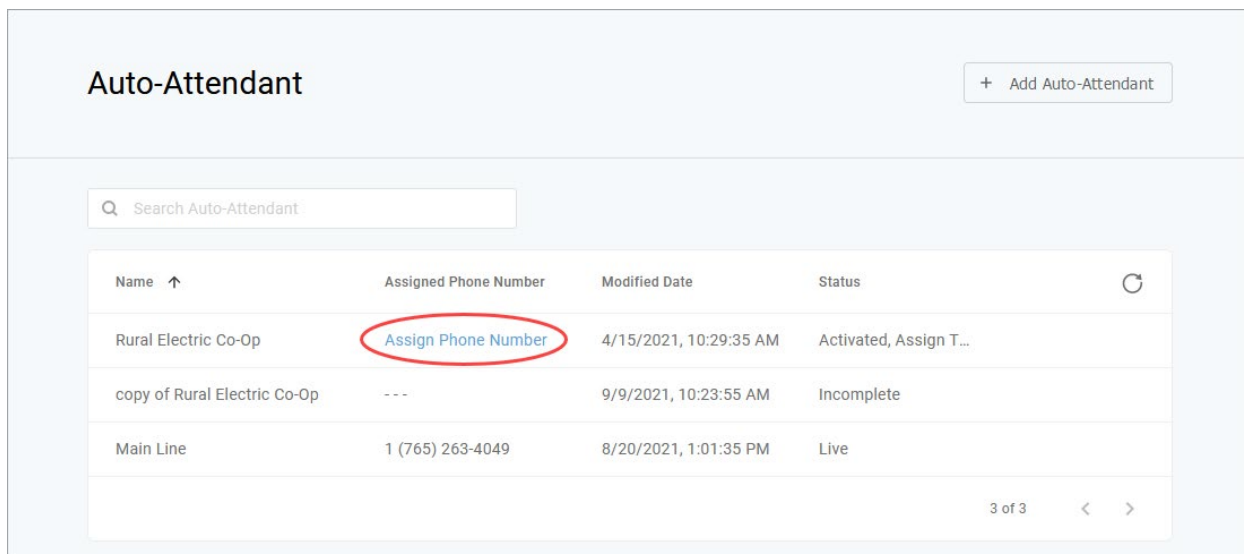 Auto-Attendant
+ Add Auto-Attendant
Search Auto-Attendant
Name ↑ Assigned Phone Number Modified Date Status
Rural Electric Co-Op Assign Phone Number 4/15/2021, 10:29:35 AM Activated, Assign T...
copy of Rural Electric Co-Op - - - 9/9/2021, 10:23:55 AM Incomplete
Main Line 1 (765) 263-4049 8/20/2021, 1:01:35 PM Live
3 of 3 < >